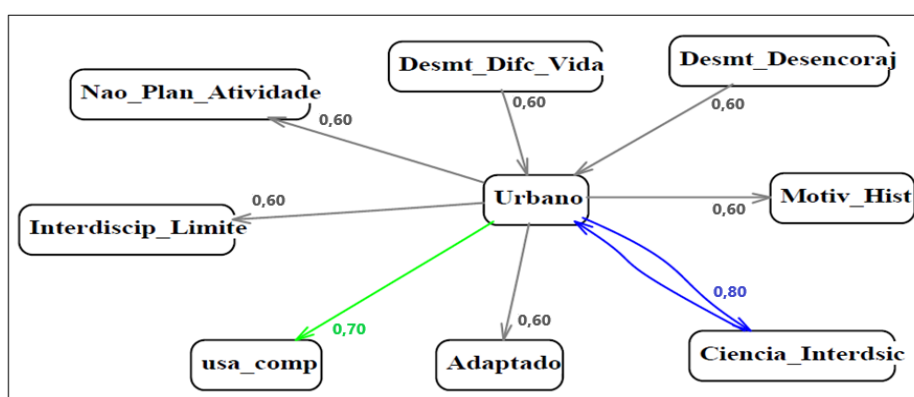 Desmt_Difc_Vida
Desmt_Desencoraj
Nao_Plan_Atividade
0,60
0,60
0,60
Urbano
Motiv_Hist
0,60
0,60
Interdiscip_Limite
0,80
0,70
0,60
usa_comp
Adaptado
Ciencia_Interdsic